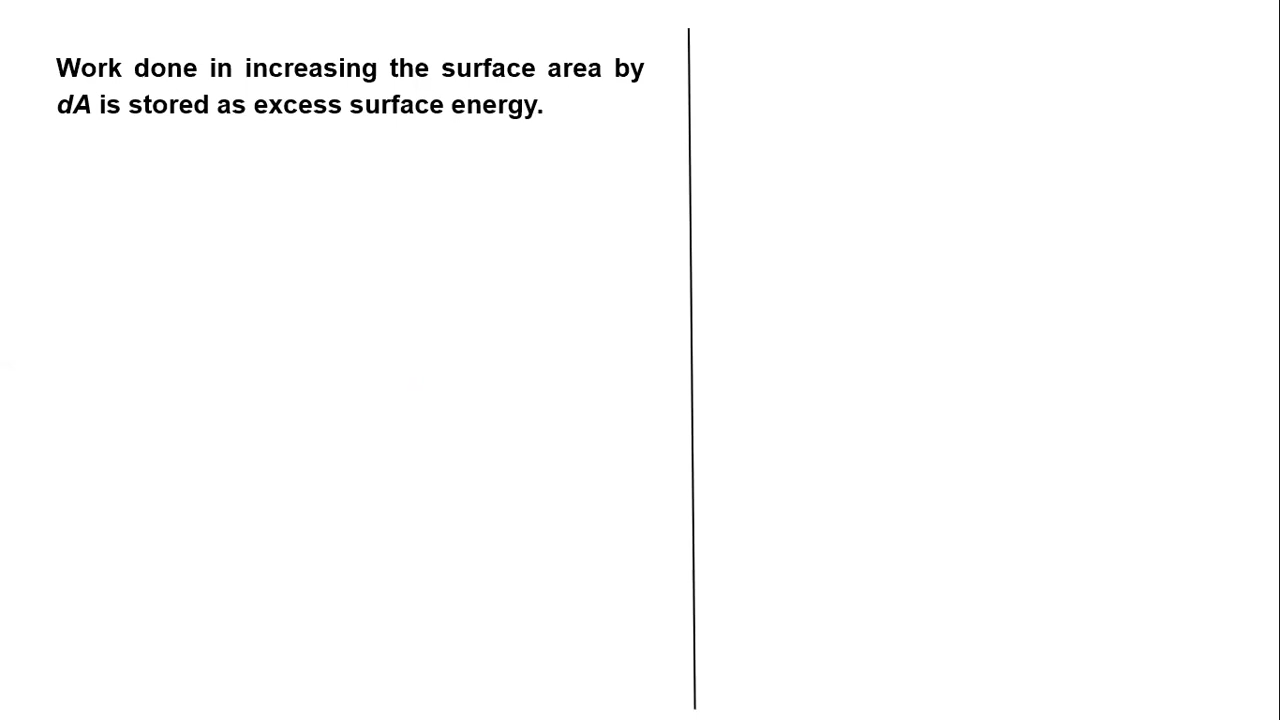 Work done in increasing the surface area by
dA is stored as excess surface energy.